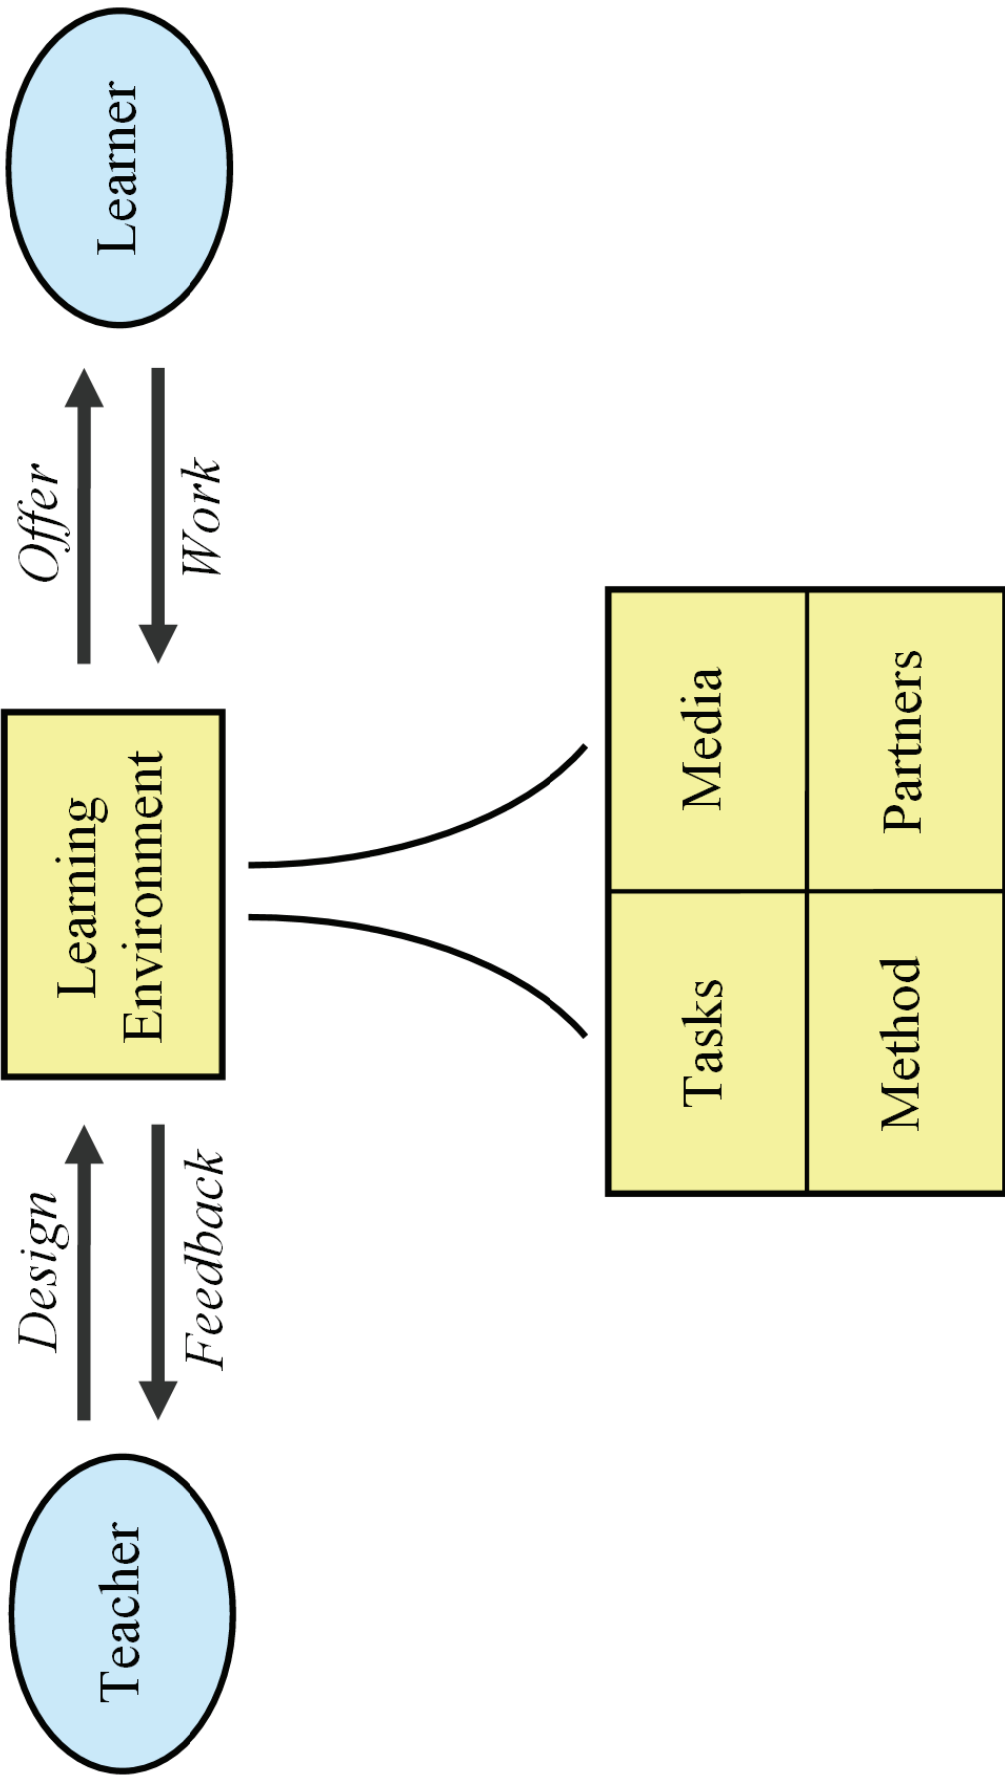 Design
Offer
Teacher
Learning
Environment
Learner
Feedback
Work
Tasks
Media
Method
Partners